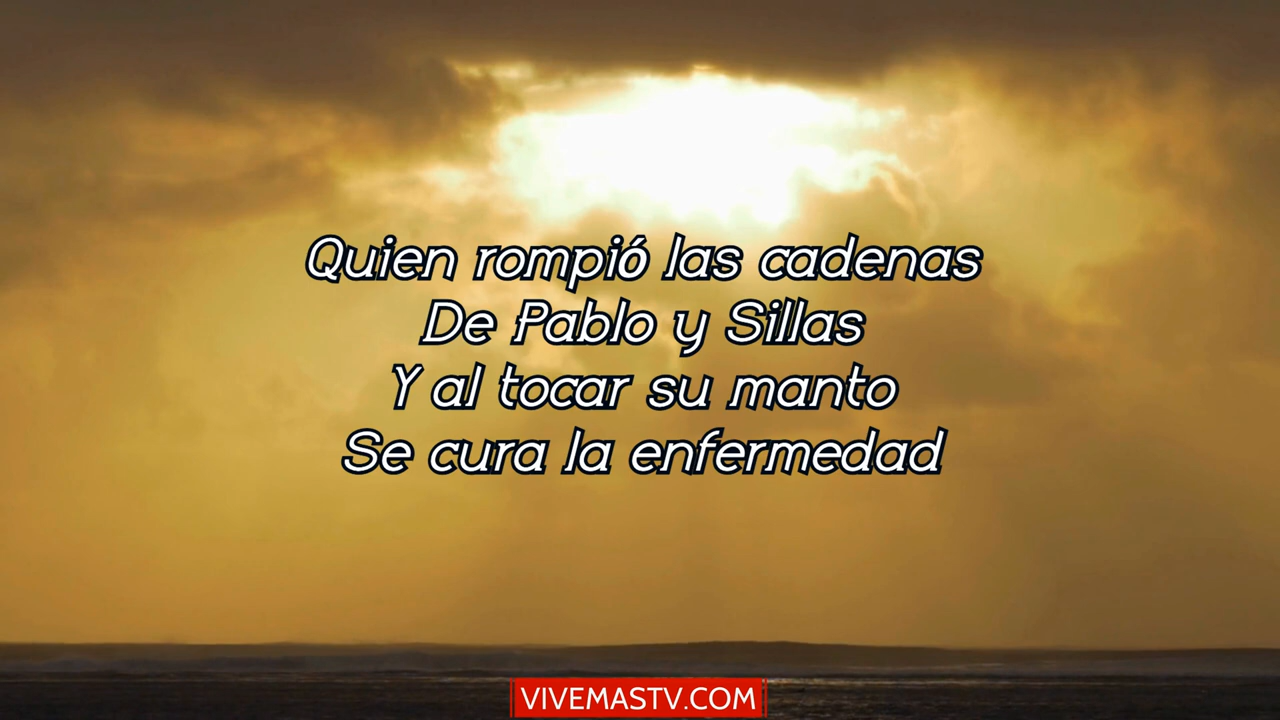 Quien rompió las cadenas
De Pablo y Sillas
Y al tocar su manto
Se cura la enfermedad
VIVEMASTV.COM